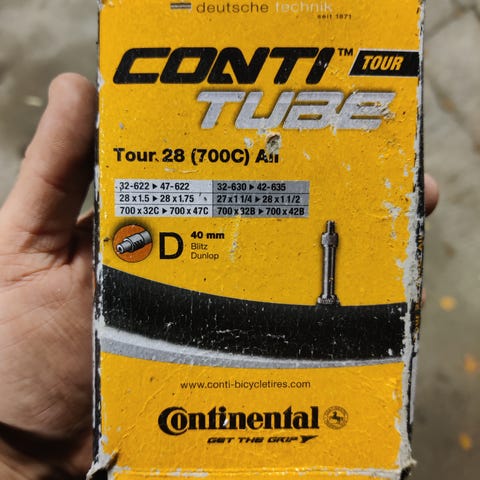 deutsche technik
seit 1871
CONTI™ TOUR
TUBE
Tour 28 (700C) All
32-622 ▸ 47-622 32-630 ▸ 42-635
28 x 1.5 ▸ 28 x 1.75 27 x 1 1/4 ▸ 28 x 1 1/2
700 x 32C ▸ 700 x 47C 700 x 32B ▸ 700 x 42B
D 40 mm
Blitz
Dunlop
www.conti-bicycletires.com
Continental
GET THE GRIP